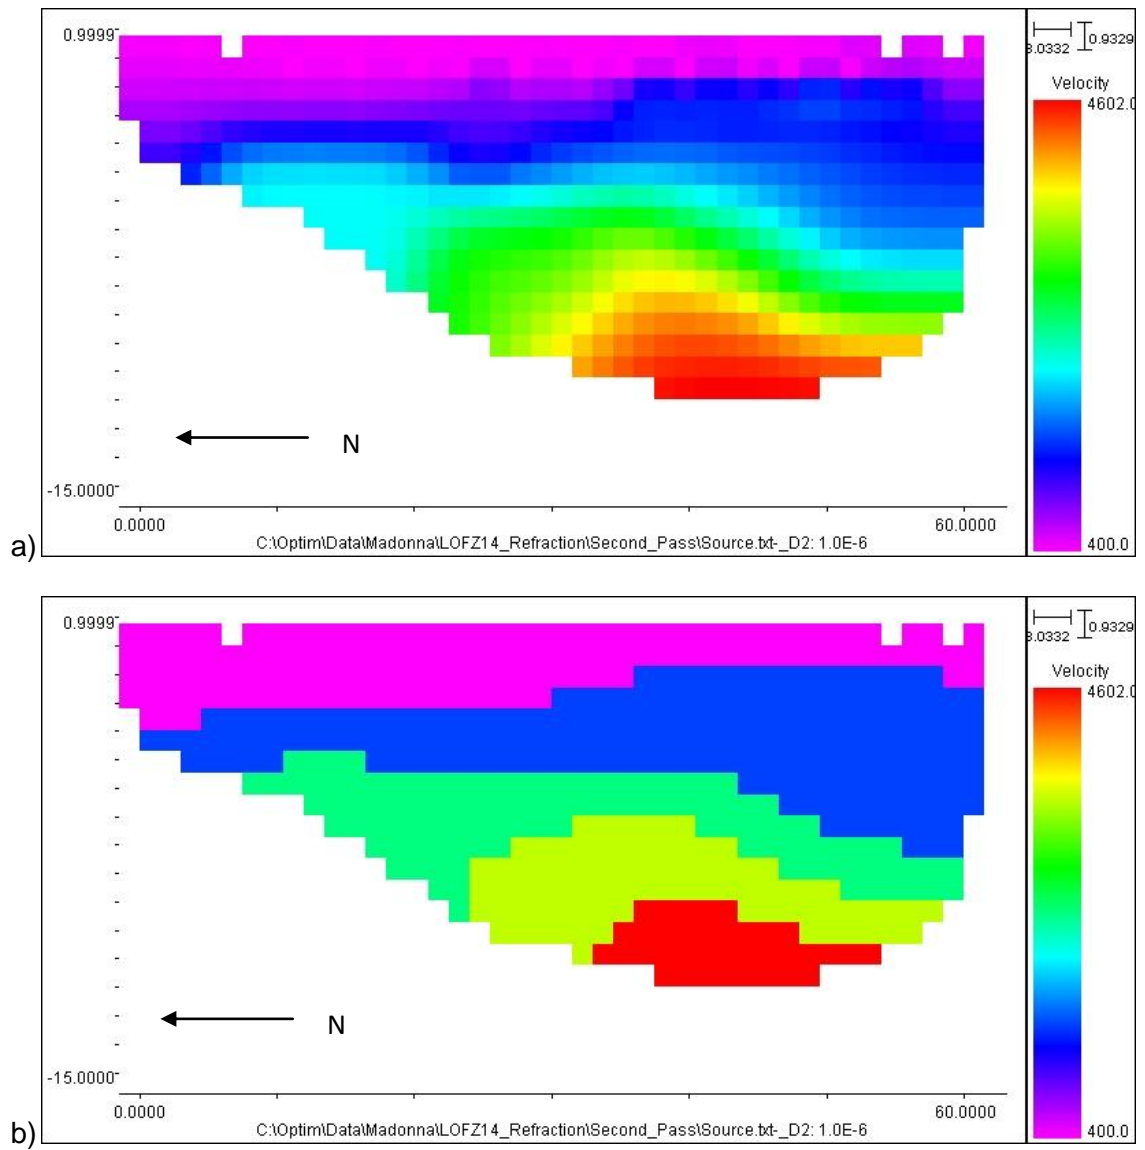 0.9999
8.0332 0.9329
Velocity
4602.0
400.0
N
-15.0000
0.0000 60.0000
C:\Optim\Data\Madonna\LOFZ14_Refraction\Second_Pass\Source.txt-_D2: 1.0E-6
a)
0.9999
8.0332 0.9329
Velocity
4602.0
400.0
N
-15.0000
0.0000 60.0000
C:\Optim\Data\Madonna\LOFZ14_Refraction\Second_Pass\Source.txt-_D2: 1.0E-6
b)